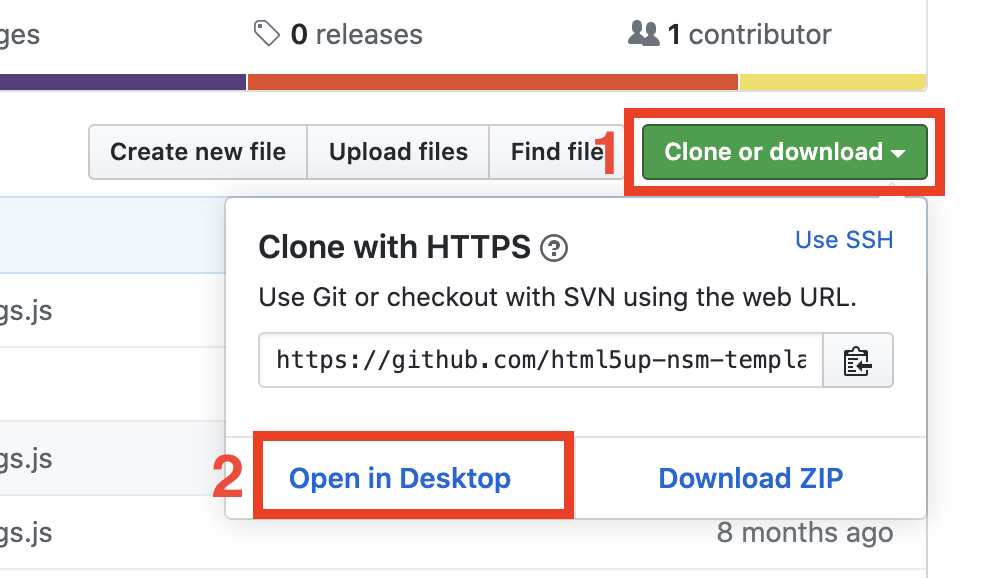 ges
0 releases
1 contributor
Create new file
Upload files
Find file
1
Clone or download
Clone with HTTPS
Use SSH
Use Git or checkout with SVN using the web URL.
gs.js
https://github.com/html5up-nsm-templa
gs.js
2
Open in Desktop
Download ZIP
gs.js
8 months ago